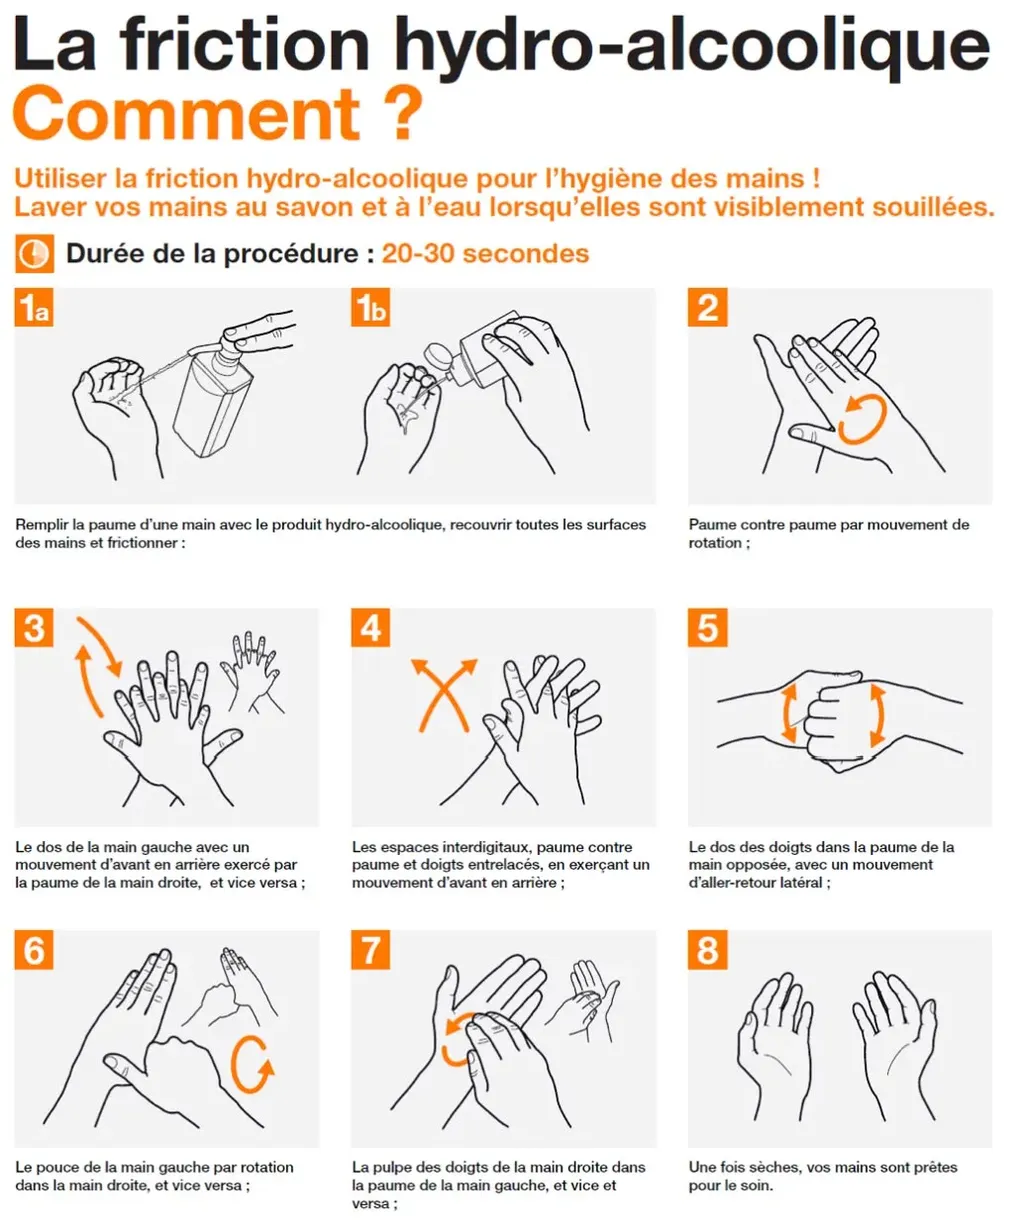 La friction hydro-alcoolique
Comment ?
Utiliser la friction hydro-alcoolique pour l’hygiène des mains !
Laver vos mains au savon et à l’eau lorsqu’elles sont visiblement souillées.
Durée de la procédure : 20-30 secondes
1a
1b
2
Remplir la paume d’une main avec le produit hydro-alcoolique, recouvrir toutes les surfaces
des mains et frictionner :
Paume contre paume par mouvement de
rotation ;
3
4
5
Le dos de la main gauche avec un
mouvement d’avant en arrière exercé par
la paume de la main droite, et vice versa ;
Les espaces interdigitaux, paume contre
paume et doigts entrelacés, en exerçant un
mouvement d’avant en arrière ;
Le dos des doigts dans la paume de la
main opposée, avec un mouvement
d’aller-retour latéral ;
6
7
8
Le pouce de la main gauche par rotation
dans la main droite, et vice versa ;
La pulpe des doigts de la main droite dans
la paume de la main gauche, et vice et
versa ;
Une fois sèches, vos mains sont prêtes
pour le soin.